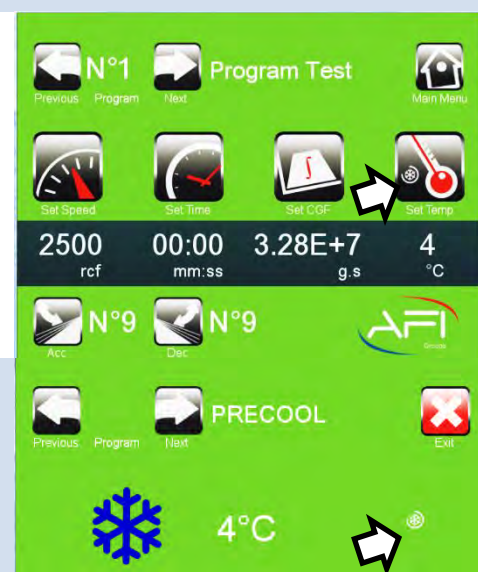 N°1 Program Test
Previous Program Next Main Menu
Set Speed Set Time Set CGF Set Temp
2500 00:00 3.28E+7 4
rcf mm:ss g.s °C
N°9 N°9 AFI
Acc Dec Groupe
PRECOOL
Previous Program Next Exit
4°C